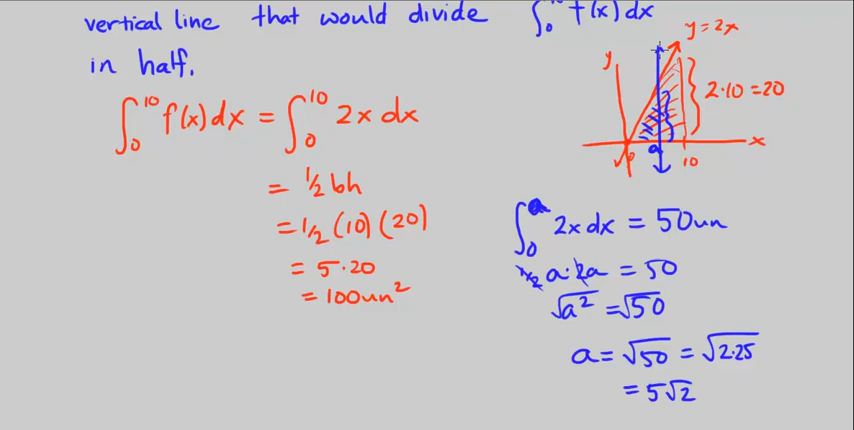 vertical line that would divide ∫₀¹⁰ f(x) dx
in half.
∫₀¹⁰ f(x) dx = ∫₀¹⁰ 2x dx
= ½ bh
= ½ (10) (20)
= 5·20
= 100un²
y = 2x
y
2·10 = 20
x
a
10
∫₀ᵃ 2x dx = 50un
½ a·2a = 50
√a² = √50
a = √50 = √2·25
= 5√2